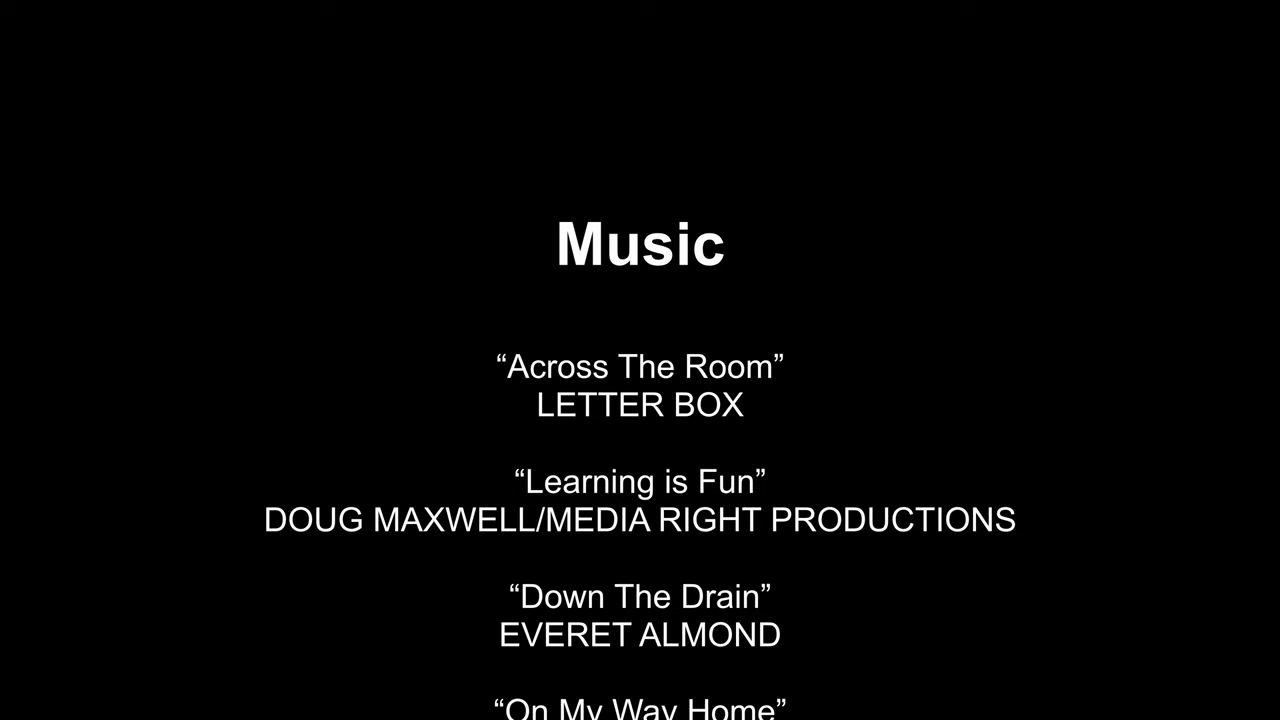 Music
“Across The Room”
LETTER BOX
“Learning is Fun”
DOUG MAXWELL/MEDIA RIGHT PRODUCTIONS
“Down The Drain”
EVERET ALMOND
“On My Way Home”